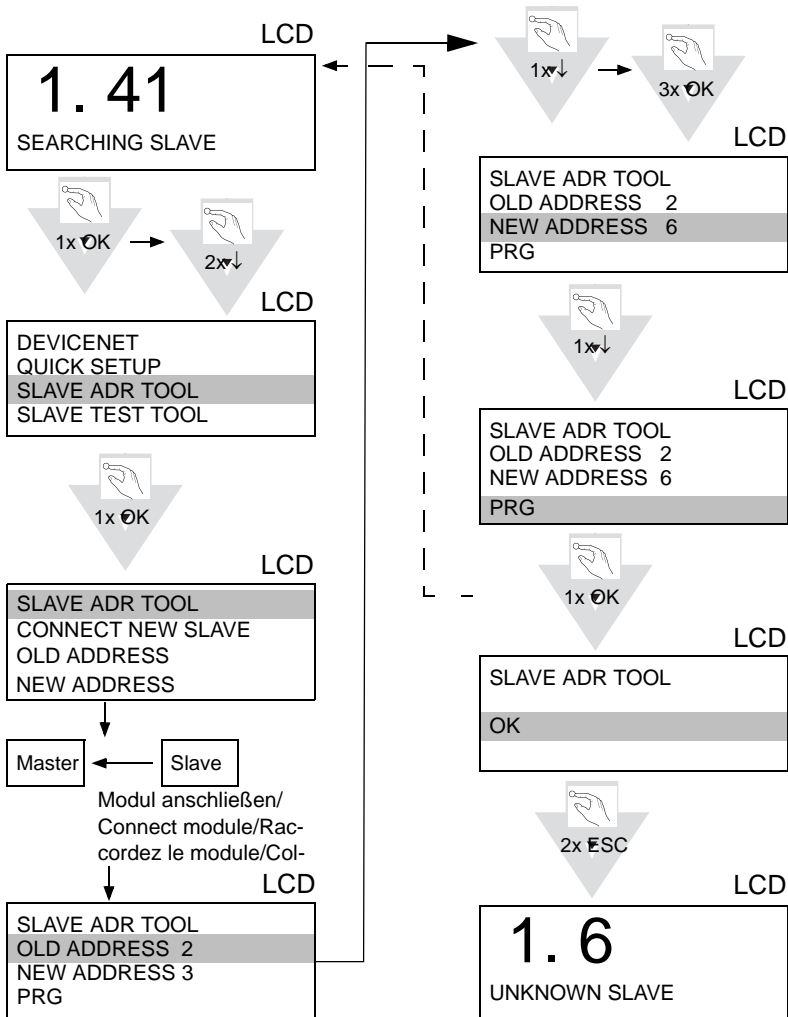 LCD
1. 41
SEARCHING SLAVE
1x OK
2x↓
LCD
DEVICENET
QUICK SETUP
SLAVE ADR TOOL
SLAVE TEST TOOL
1x OK
LCD
SLAVE ADR TOOL
CONNECT NEW SLAVE
OLD ADDRESS
NEW ADDRESS
Master
Slave
Modul anschließen/
Connect module/Rac-
cordez le module/Col-
LCD
SLAVE ADR TOOL
OLD ADDRESS 2
NEW ADDRESS 3
PRG
1x↓
3x OK
LCD
SLAVE ADR TOOL
OLD ADDRESS 2
NEW ADDRESS 6
PRG
1x↓
LCD
SLAVE ADR TOOL
OLD ADDRESS 2
NEW ADDRESS 6
PRG
1x OK
LCD
SLAVE ADR TOOL
OK
2x ESC
LCD
1. 6
UNKNOWN SLAVE